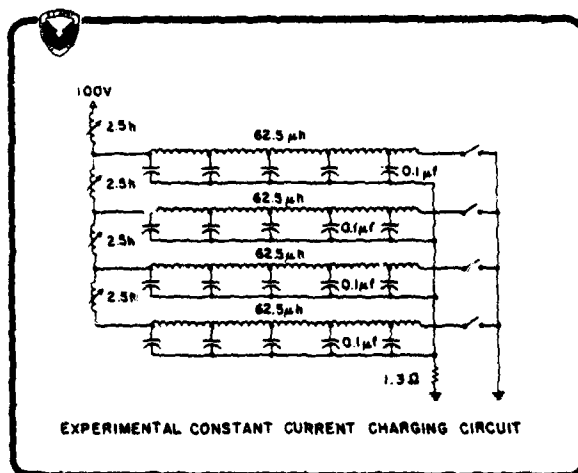 100V
2.5h
62.5μh
0.1μf
2.5h
62.5μh
2.5h
0.1μf
62.5μh
0.1μf
2.5h
62.5μh
0.1μf
1.3Ω
EXPERIMENTAL CONSTANT CURRENT CHARGING CIRCUIT